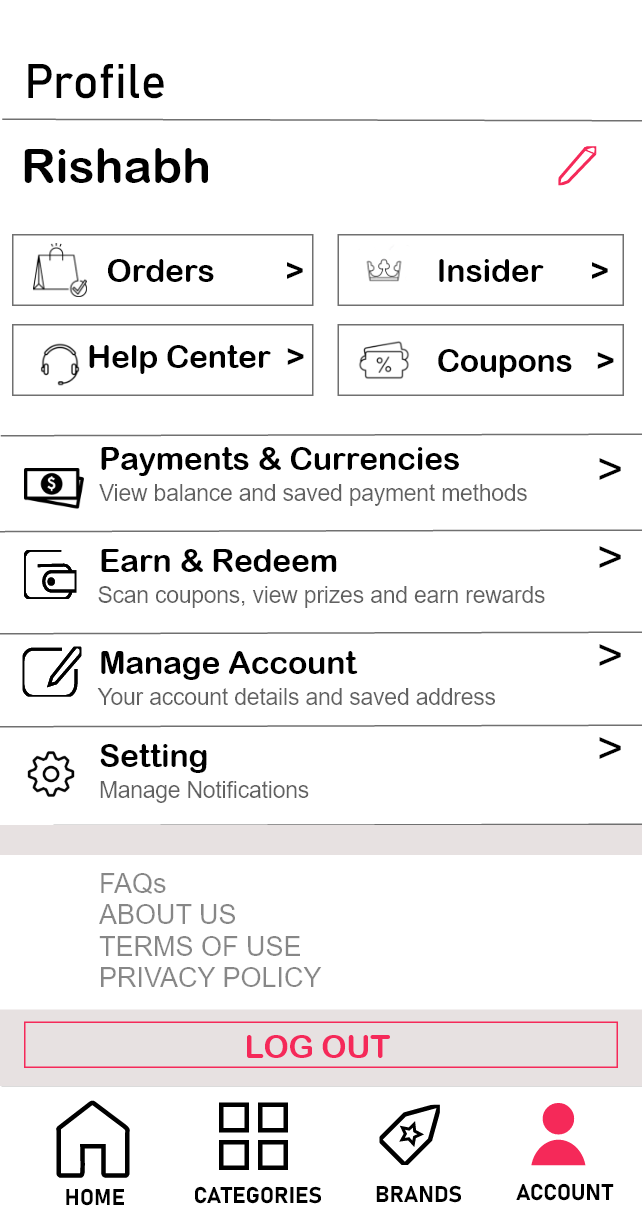 Profile
Rishabh
Orders >
Insider >
Help Center >
% Coupons >
Payments & Currencies >
$ View balance and saved payment methods
Earn & Redeem >
Scan coupons, view prizes and earn rewards
Manage Account >
Your account details and saved address
Setting >
Manage Notifications
FAQs
ABOUT US
TERMS OF USE
PRIVACY POLICY
LOG OUT
HOME CATEGORIES BRANDS ACCOUNT